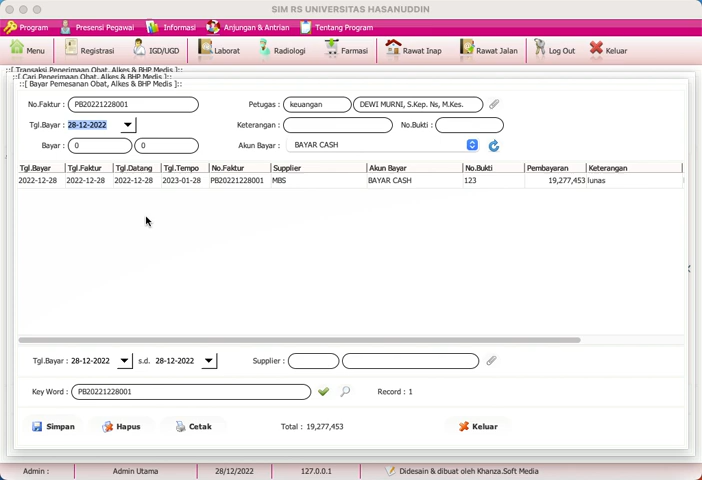 SIM RS UNIVERSITAS HASANUDDIN
Program Presensi Pegawai Informasi Anjungan & Antrian Tentang Program
Menu Registrasi IGD/UGD Laborat Radiologi Farmasi Rawat Inap Rawat Jalan Log Out Keluar
::[ Transaksi Penerimaan Obat, Alkes & BHP Medis ]::
::[ Cari Penerimaan Obat, Alkes & BHP Medis ]::
::[ Bayar Pemesanan Obat, Alkes & BHP Medis ]::
No.Faktur : PB20221228001 Petugas : keuangan DEWI MURNI, S.Kep. Ns, M.Kes.
Tgl.Bayar : 28-12-2022 Keterangan : No.Bukti :
Bayar : 0 0 Akun Bayar : BAYAR CASH
Tgl.Bayar Tgl.Faktur Tgl.Datang Tgl.Tempo No.Faktur Supplier Akun Bayar No.Bukti Pembayaran Keterangan
2022-12-28 2022-12-28 2022-12-28 2023-01-28 PB20221228001 MBS BAYAR CASH 123 19,277,453 lunas
Tgl.Bayar : 28-12-2022 s.d. 28-12-2022 Supplier :
Key Word : PB20221228001 Record : 1
Simpan Hapus Cetak Total : 19,277,453 Keluar
Admin : Admin Utama 28/12/2022 127.0.0.1 Didesain & dibuat oleh Khanza.Soft Media